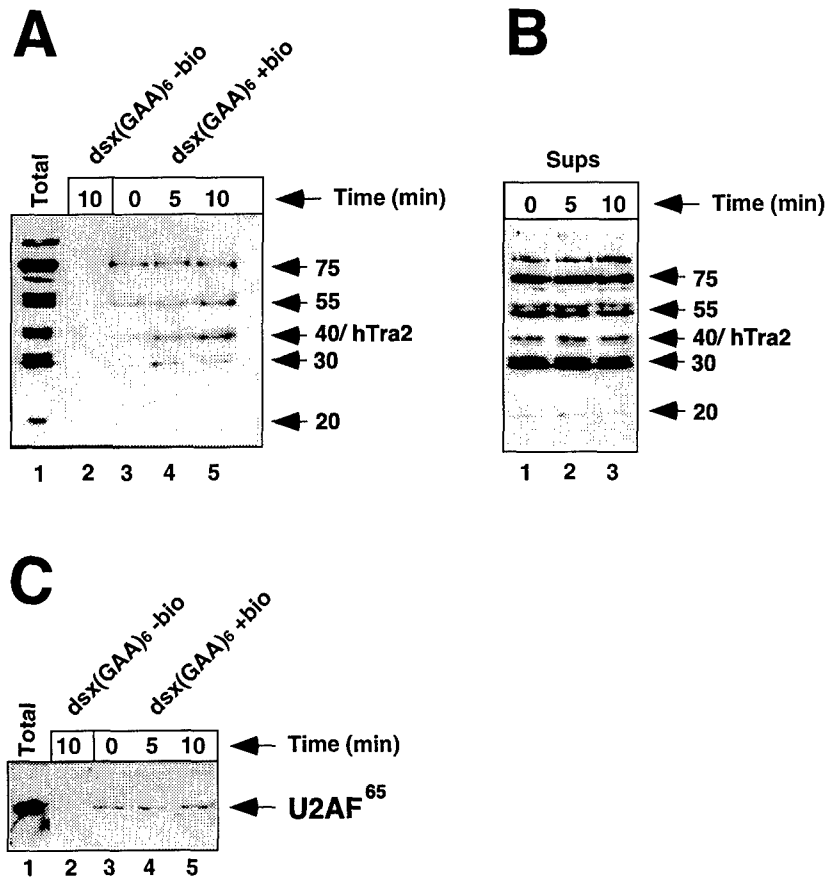 A
dsx(GAA)6 -bio
dsx(GAA)6 +bio
Total
10 0 5 10
Time (min)
75
55
40/ hTra2
30
20
1 2 3 4 5
B
Sups
0 5 10
Time (min)
75
55
40/ hTra2
30
20
1 2 3
C
dsx(GAA)6 -bio
dsx(GAA)6 +bio
Total
10 0 5 10
Time (min)
U2AF65
1 2 3 4 5